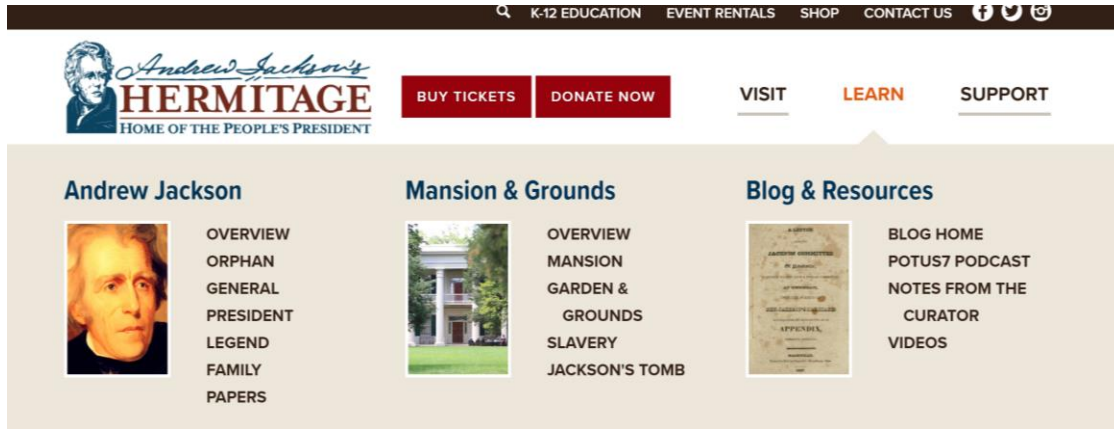 K-12 EDUCATION EVENT RENTALS SHOP CONTACT US
Andrew Jackson's
HERMITAGE
HOME OF THE PEOPLE'S PRESIDENT
BUY TICKETS DONATE NOW
VISIT LEARN SUPPORT
Andrew Jackson
OVERVIEW
ORPHAN
GENERAL
PRESIDENT
LEGEND
FAMILY
PAPERS
Mansion & Grounds
OVERVIEW
MANSION
GARDEN &
GROUNDS
SLAVERY
JACKSON'S TOMB
Blog & Resources
JACKSON COMMITTEE
APPENDIX,
BLOG HOME
POTUS7 PODCAST
NOTES FROM THE
CURATOR
VIDEOS